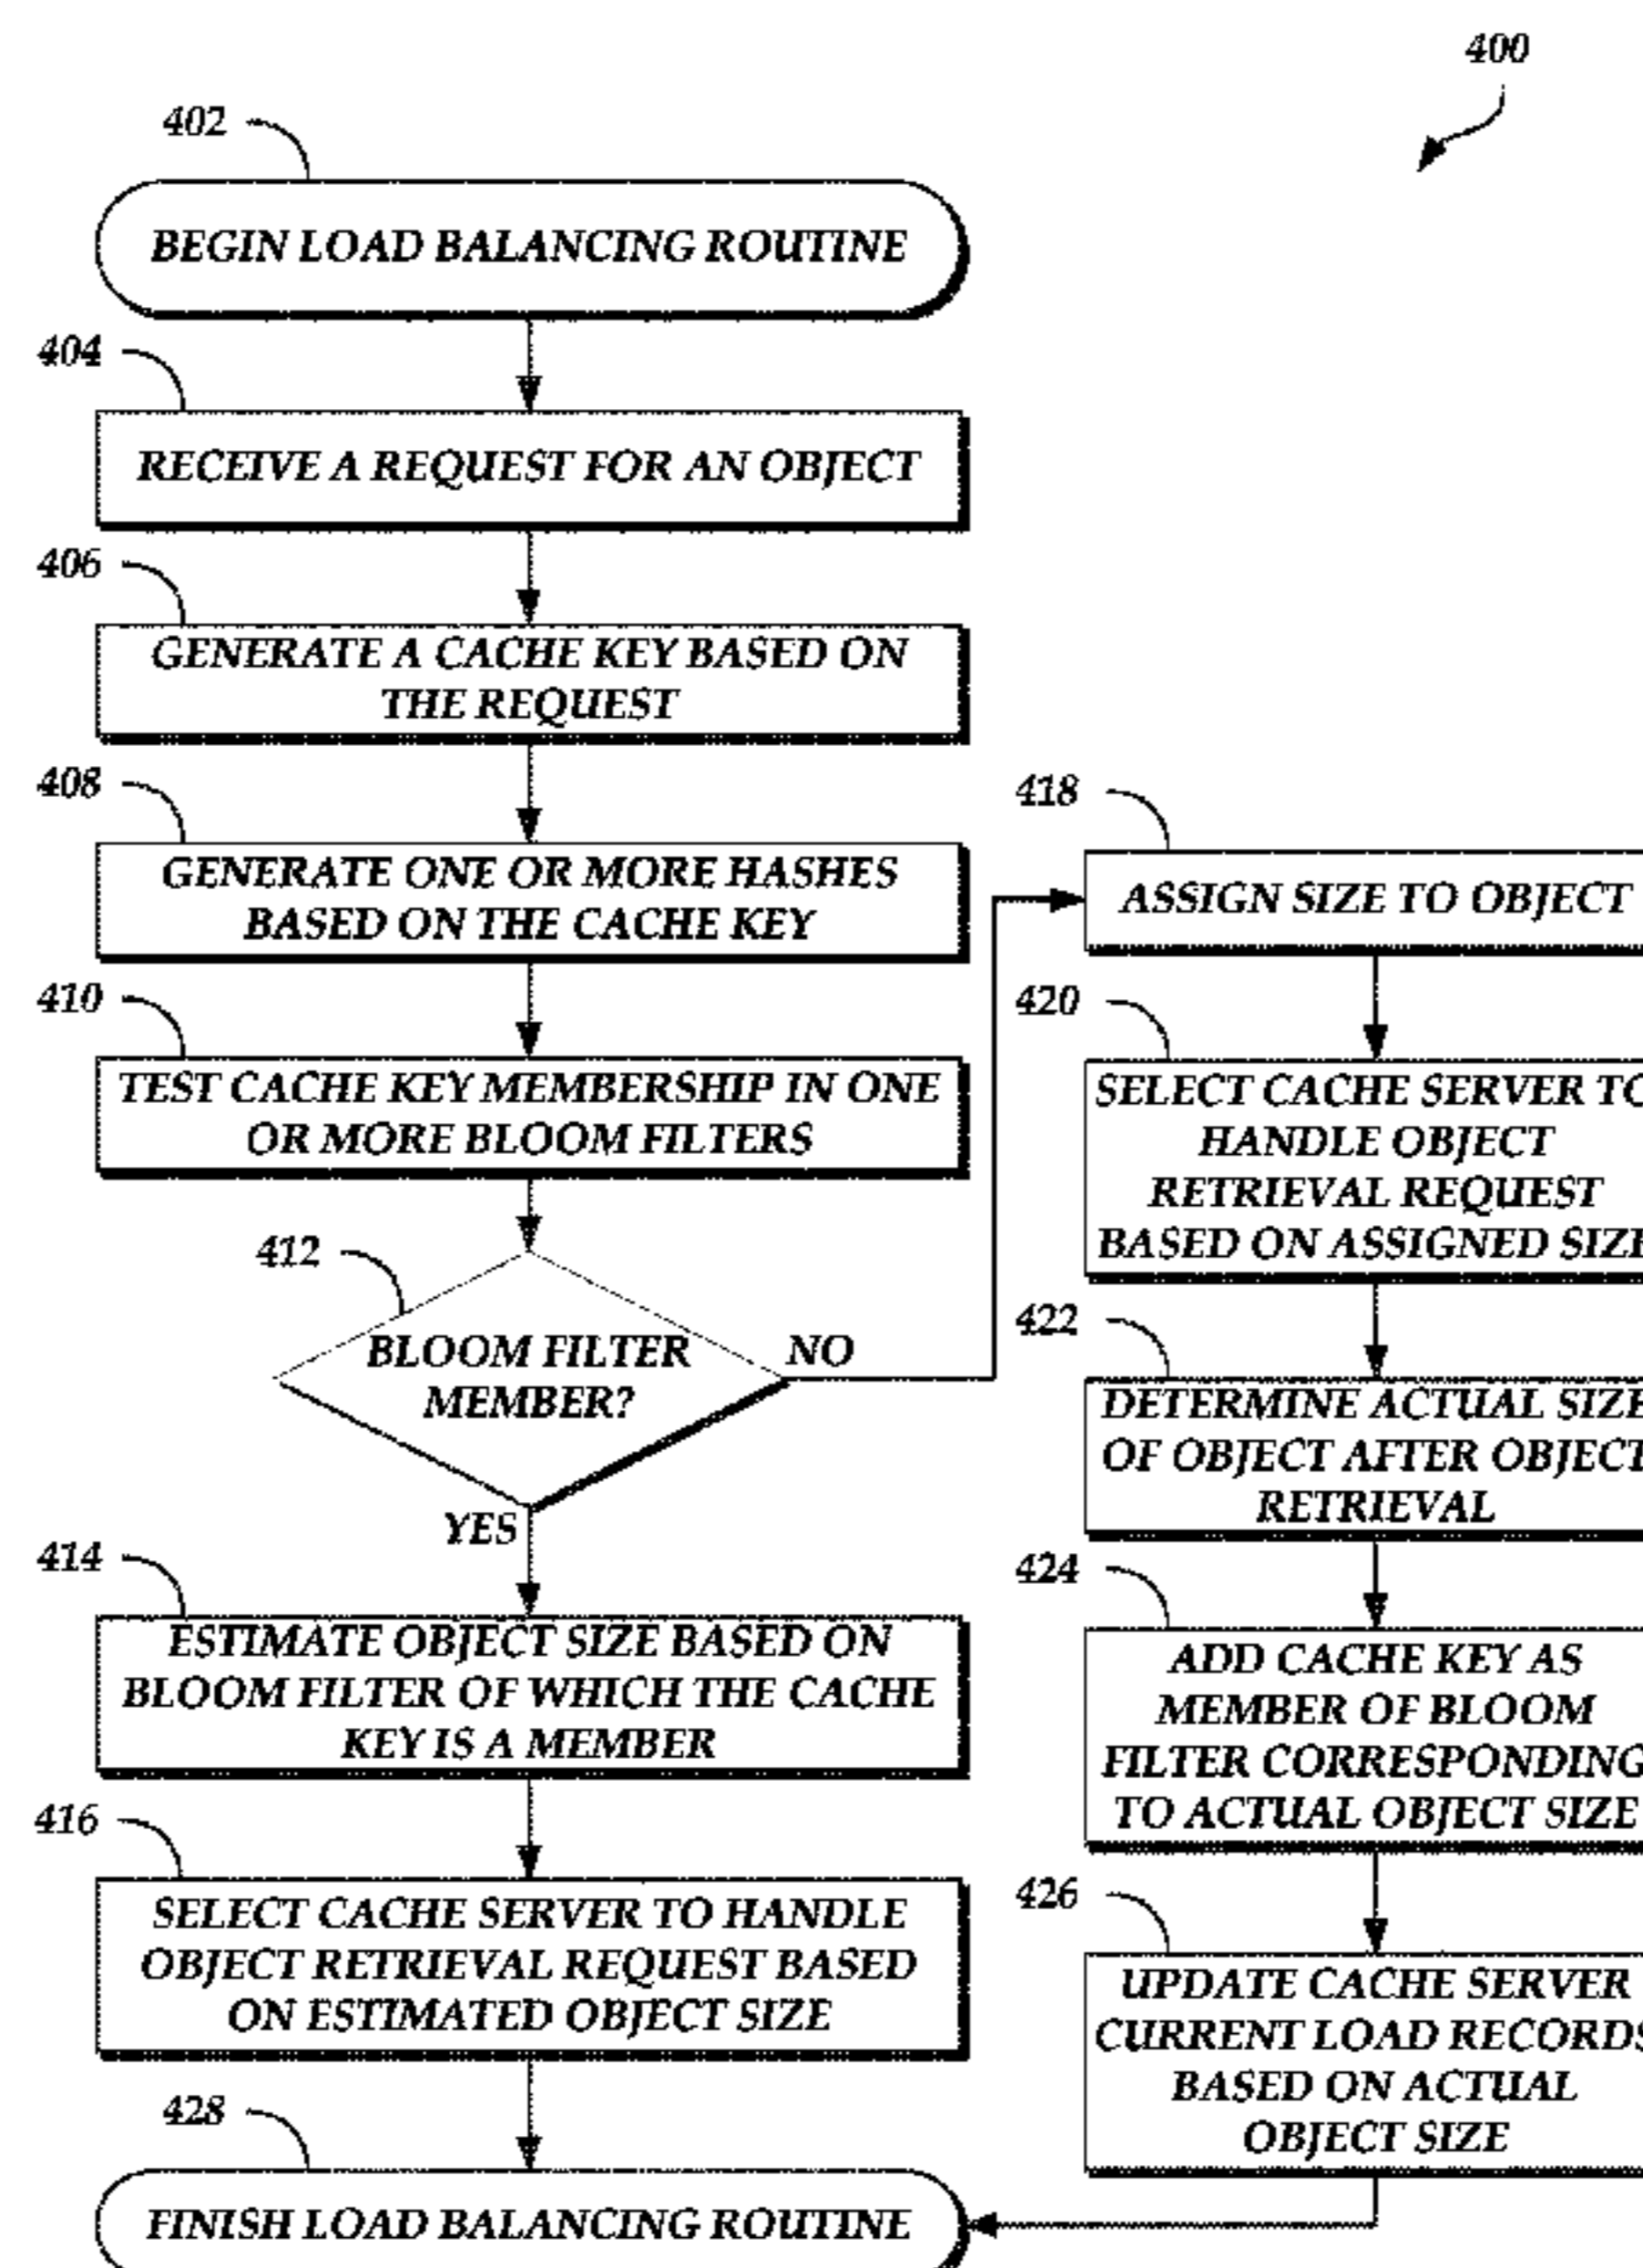 400
402
BEGIN LOAD BALANCING ROUTINE
404
RECEIVE A REQUEST FOR AN OBJECT
406
GENERATE A CACHE KEY BASED ON
THE REQUEST
408
GENERATE ONE OR MORE HASHES
BASED ON THE CACHE KEY
410
TEST CACHE KEY MEMBERSHIP IN ONE
OR MORE BLOOM FILTERS
412
BLOOM FILTER
MEMBER?
NO
YES
414
ESTIMATE OBJECT SIZE BASED ON
BLOOM FILTER OF WHICH THE CACHE
KEY IS A MEMBER
416
SELECT CACHE SERVER TO HANDLE
OBJECT RETRIEVAL REQUEST BASED
ON ESTIMATED OBJECT SIZE
428
FINISH LOAD BALANCING ROUTINE
418
ASSIGN SIZE TO OBJECT
420
SELECT CACHE SERVER TO
HANDLE OBJECT
RETRIEVAL REQUEST
BASED ON ASSIGNED SIZE
422
DETERMINE ACTUAL SIZE
OF OBJECT AFTER OBJECT
RETRIEVAL
424
ADD CACHE KEY AS
MEMBER OF BLOOM
FILTER CORRESPONDING
TO ACTUAL OBJECT SIZE
426
UPDATE CACHE SERVER
CURRENT LOAD RECORDS
BASED ON ACTUAL
OBJECT SIZE